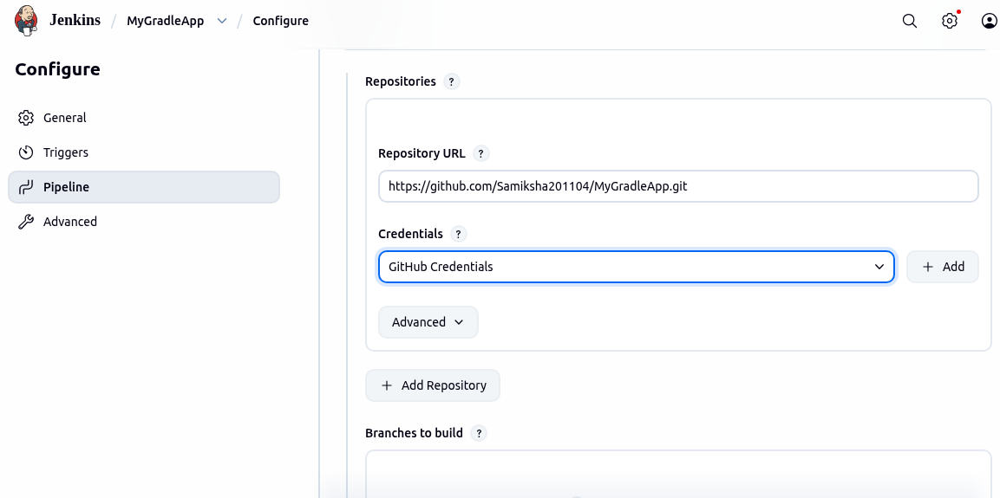 Jenkins / MyGradleApp / Configure
Configure
General
Triggers
Pipeline
Advanced
Repositories ?
Repository URL ?
https://github.com/Samiksha201104/MyGradleApp.git
Credentials ?
GitHub Credentials
+ Add
Advanced
+ Add Repository
Branches to build ?